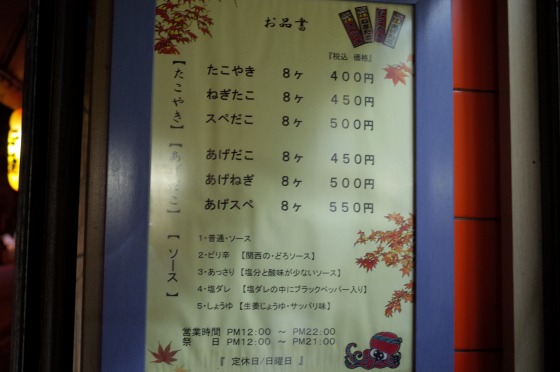 お品書
『税込 価格』
【たこやき】
たこやき 8ヶ 400円
ねぎたこ 8ヶ 450円
スペだこ 8ヶ 500円
【あげだこ】
あげだこ 8ヶ 450円
あげねぎ 8ヶ 500円
あげスペ 8ヶ 550円
【ソース】
1・普通・ソース
2・ピリ辛 【関西の・どろソース】
3・あっさり【塩分と酸味が少ないソース】
4・塩ダレ 【塩ダレの中にブラックペッパー入り】
5・しょうゆ【生姜じょうゆ・サッパリ味】
営業時間 PM12:00 ～ PM22:00
祭 日 PM12:00 ～ PM21:00
『 定休日/日曜日 』